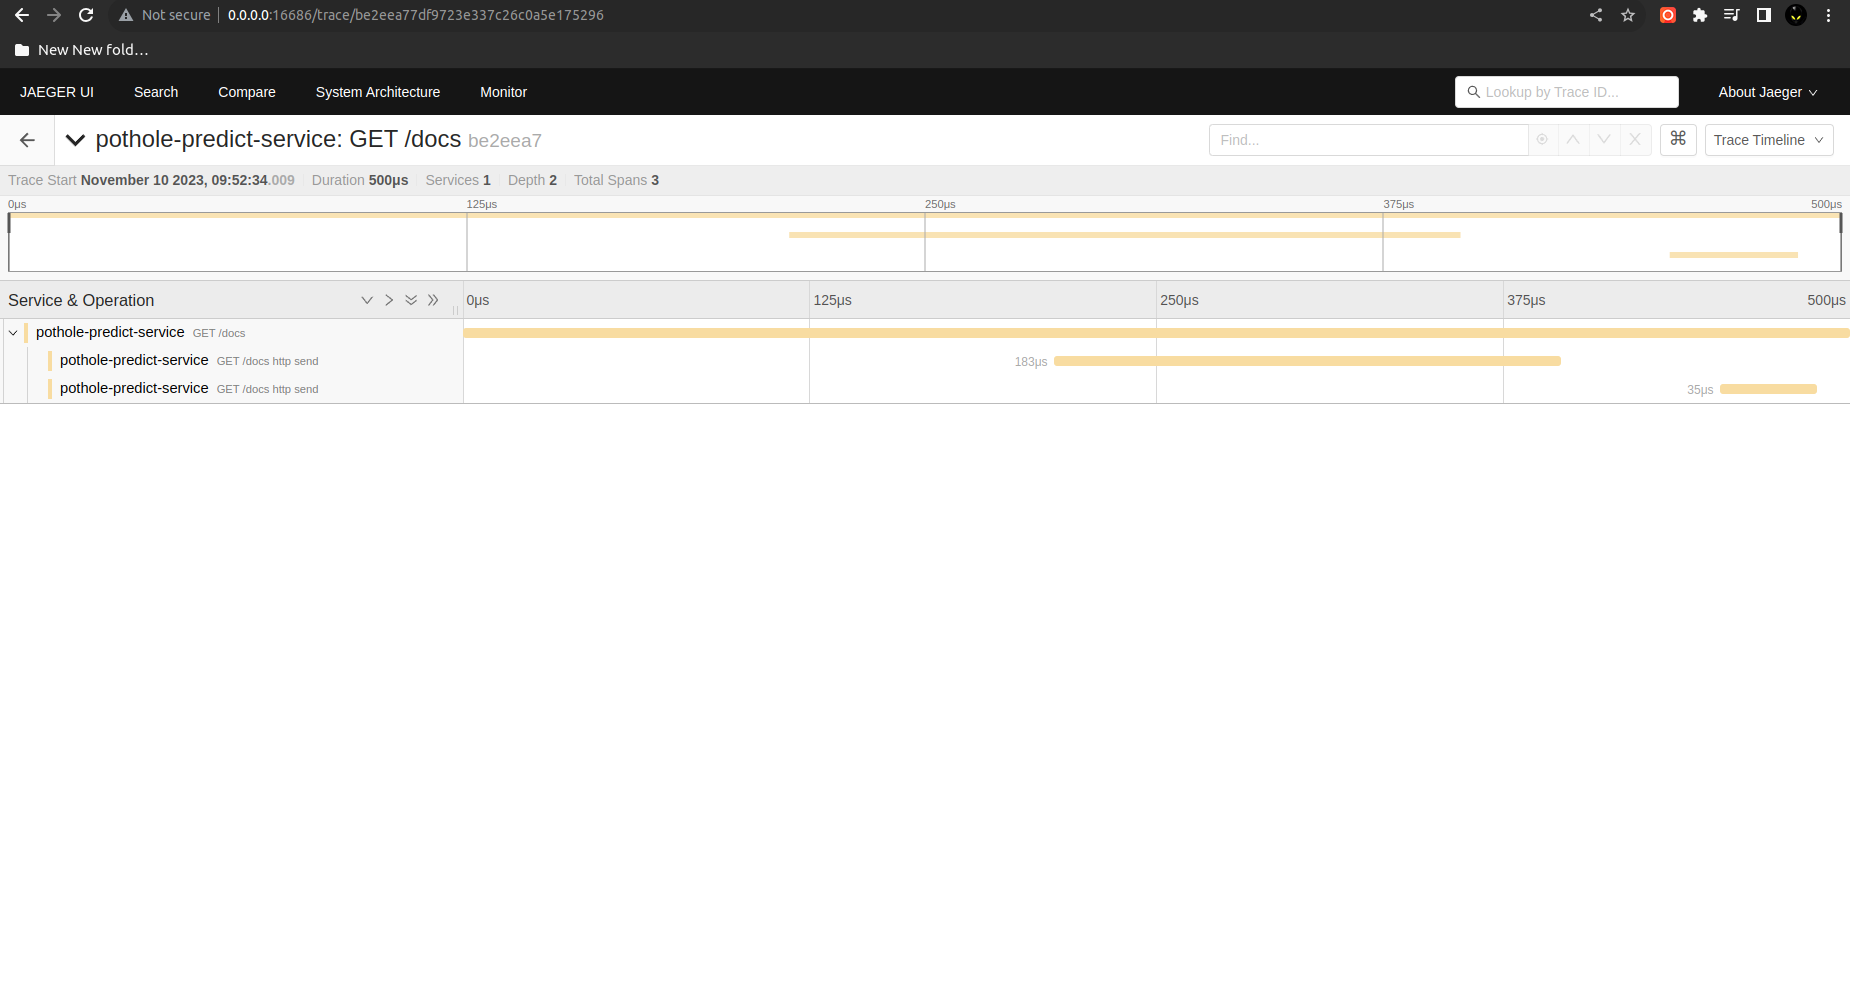 Not secure 0.0.0.0:16686/trace/be2eea77df9723e337c26c0a5e175296
New New fold…
JAEGER UI Search Compare System Architecture Monitor Lookup by Trace ID... About Jaeger
pothole-predict-service: GET /docs be2eea7 Find... ⌘ Trace Timeline
Trace Start November 10 2023, 09:52:34.009 Duration 500μs Services 1 Depth 2 Total Spans 3
0μs 125μs 250μs 375μs 500μs
Service & Operation 0μs 125μs 250μs 375μs 500μs
pothole-predict-service GET /docs
pothole-predict-service GET /docs http send 183μs
pothole-predict-service GET /docs http send 35μs